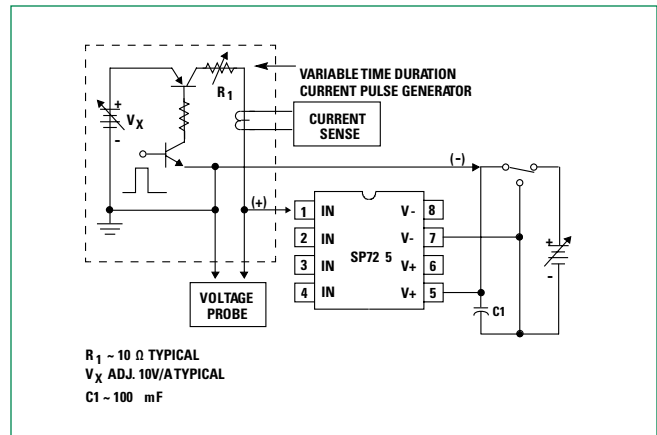 VARIABLE TIME DURATION
CURRENT PULSE GENERATOR
R1
+
VX
-
CURRENT
SENSE
(-)
(+)
1 IN V- 8
2 IN V- 7
3 IN V+ 6
4 IN V+ 5
SP72 5
+
-
C1
VOLTAGE
PROBE
R1 ~ 10 Ω TYPICAL
VX ADJ. 10V/A TYPICAL
C1 ~ 100 mF